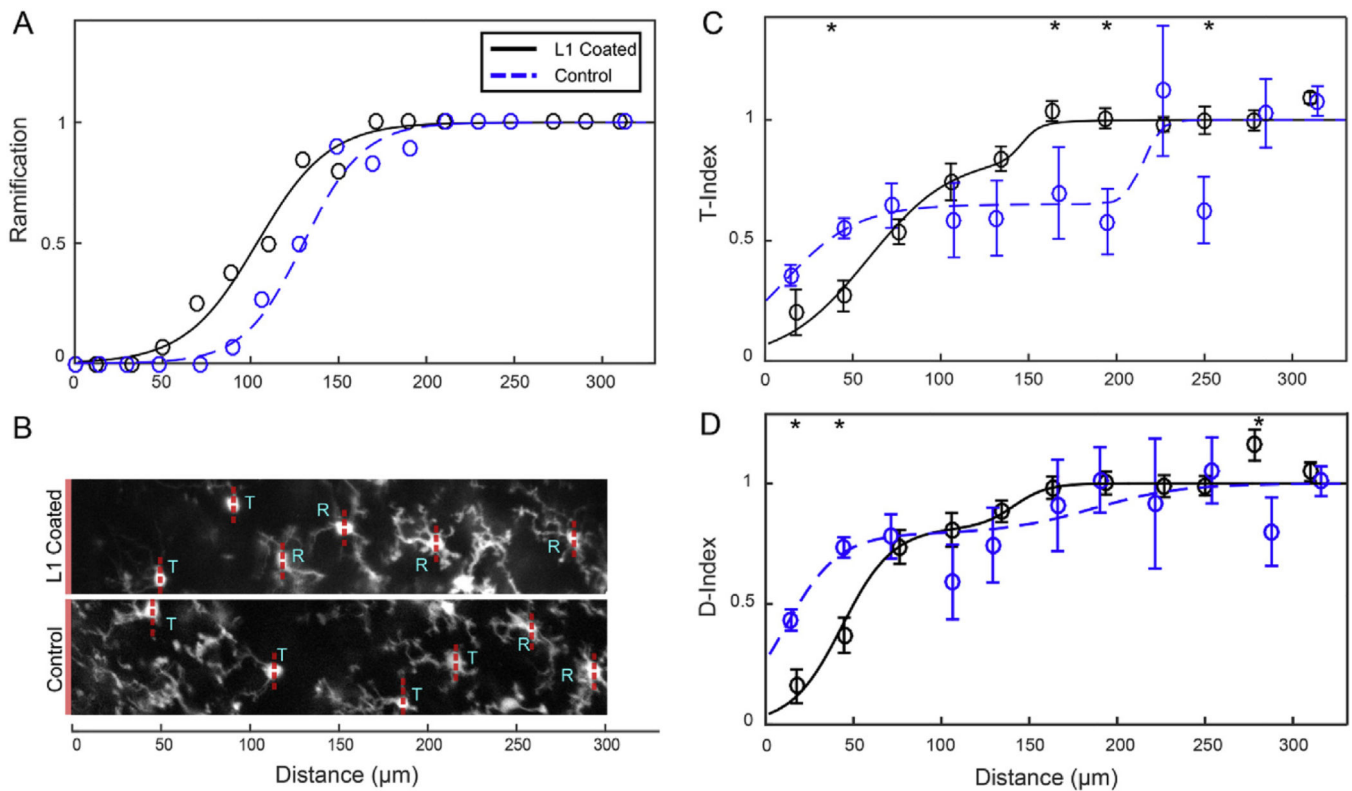 A
Ramification
1
0.5
0
L1 Coated
Control
0 50 100 150 200 250 300
B
L1 Coated
T T R R R R
Control
T T T T R R
0 50 100 150 200 250 300
Distance (µm)
C
* * * *
T-Index
1
0.5
0
0 50 100 150 200 250 300
D
* * *
D-Index
1
0.5
0
0 50 100 150 200 250 300
Distance (µm)